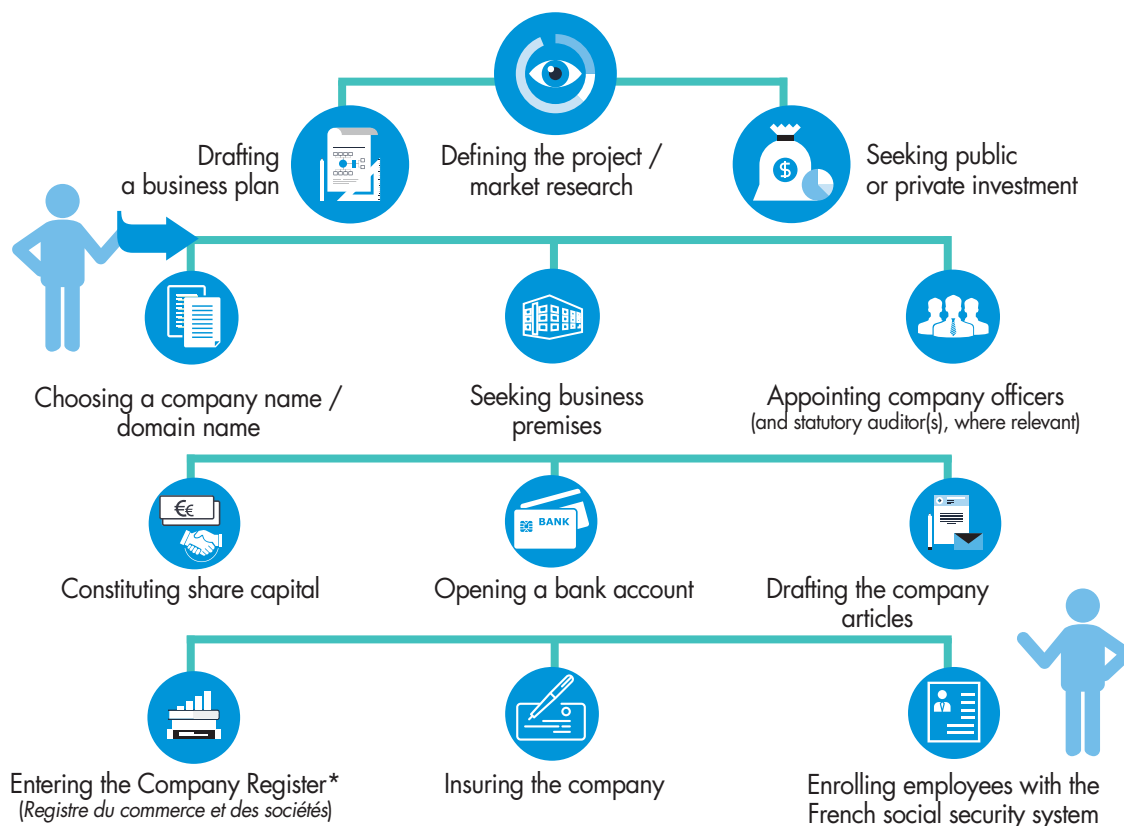 Drafting
a business plan
Defining the project /
market research
$
Seeking public
or private investment
Choosing a company name /
domain name
Seeking business
premises
Appointing company officers
(and statutory auditor(s), where relevant)
€€
Constituting share capital
BANK
Opening a bank account
Drafting the company
articles
Entering the Company Register*
(Registre du commerce et des sociétés)
Insuring the company
Enrolling employees with the
French social security system